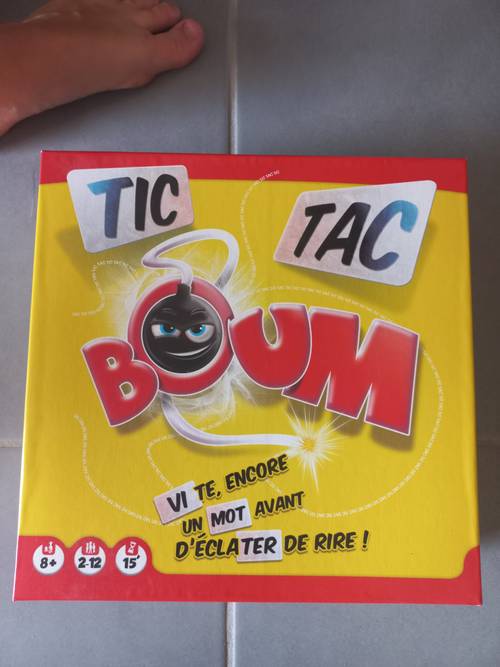 TIC
TAC
BOUM
VITE, ENCORE
UN MOT AVANT
D'ÉCLATER DE RIRE !
8+
2-12
15'